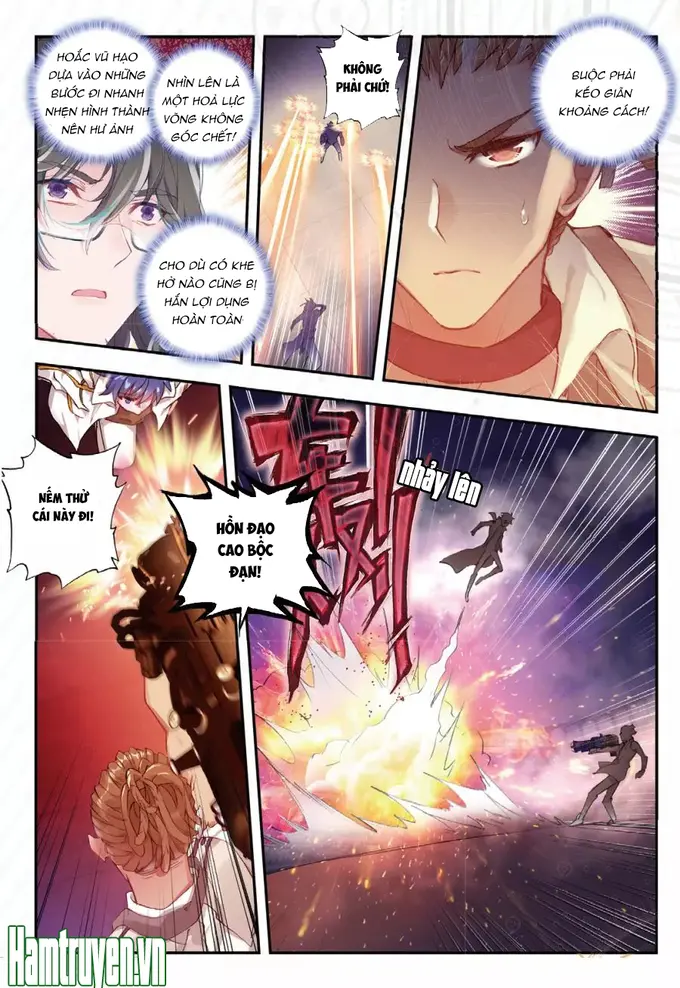 HOẮC VŨ HẠO
DỰA VÀO NHỮNG
BƯỚC ĐI NHANH
NHẸN HÌNH THÀNH
NÊN HƯ ẢNH
NHÌN LÊN LÀ
MỘT HOẢ LỰC
VÕNG KHÔNG
GÓC CHẾT!
CHO DÙ CÓ KHE
HỞ NÀO CŨNG BỊ
HẮN LỢI DỤNG
HOÀN TOÀN
KHÔNG
PHẢI CHỨ!
BUỘC PHẢI
KÉO GIÃN
KHOẢNG CÁCH!
NẾM THỬ
CÁI NÀY ĐI!
HỒN ĐẠO
CAO BỘC
ĐẠN!
nhảy lên
Hamtruyen.vn